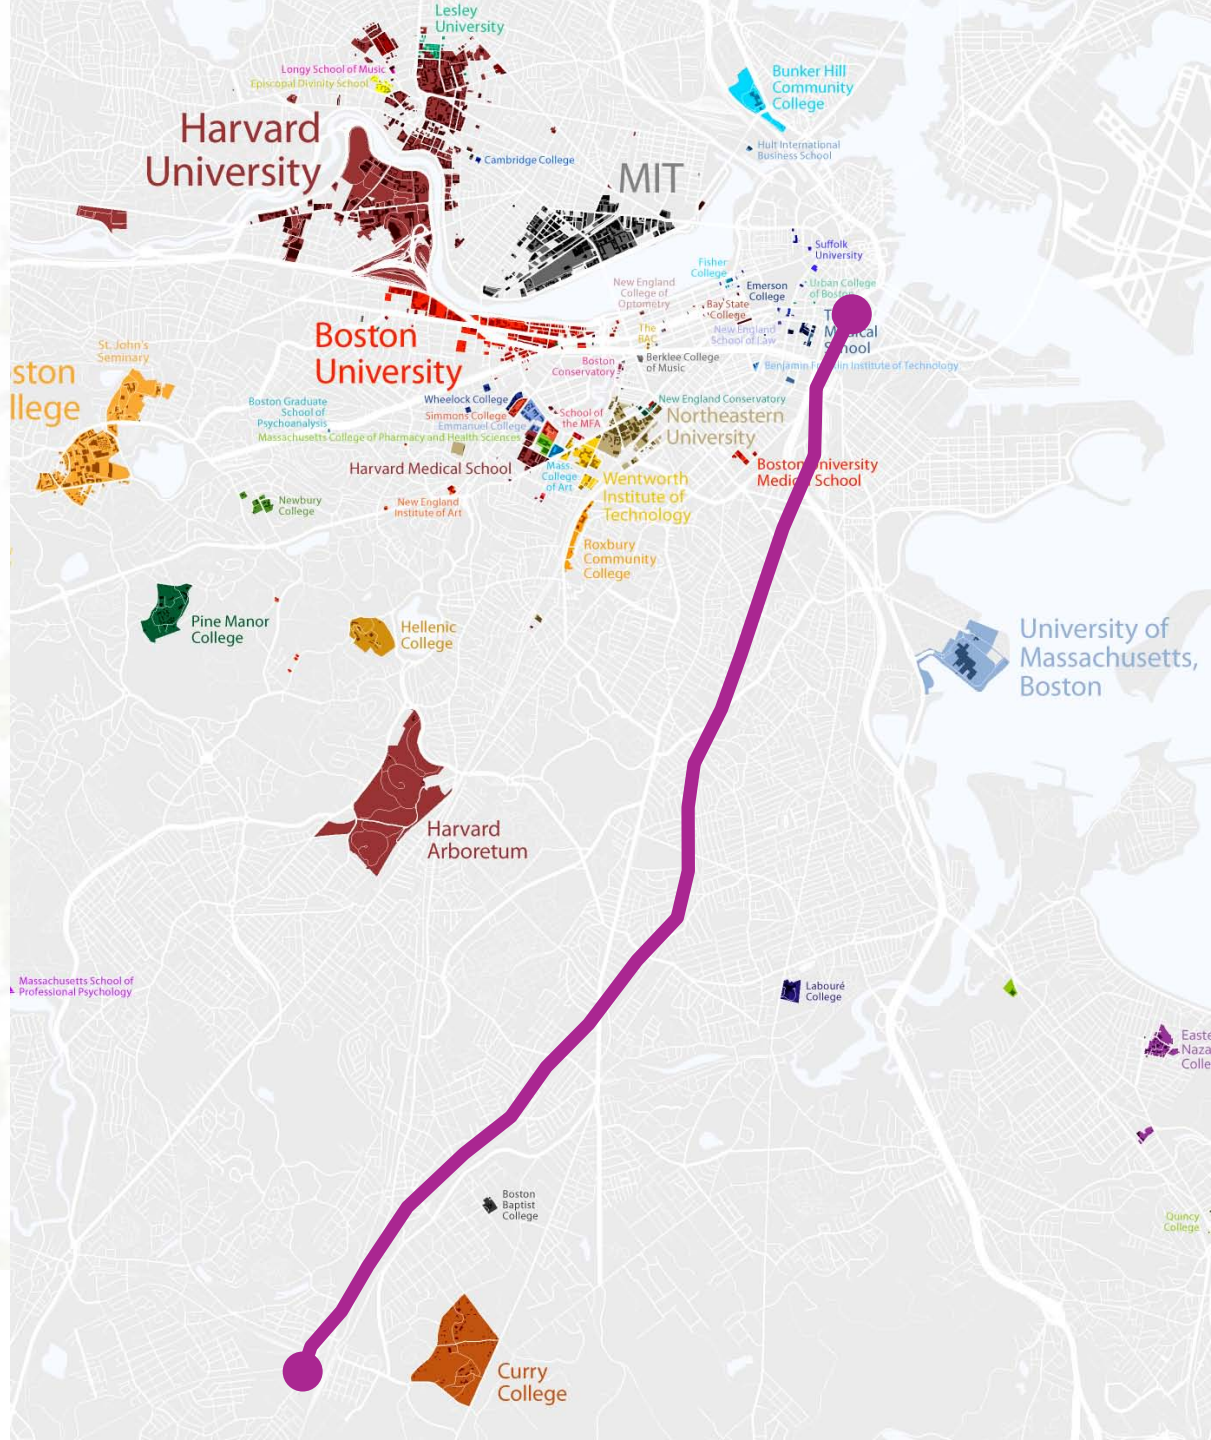 Lesley
University
Longy School of Music
Episcopal Divinity School
Bunker Hill
Community
College
Harvard
University
Hult International
Business School
Cambridge College
MIT
Suffolk
University
Fisher
College
Urban College
of Boston
New England
College of
Optometry
Emerson
College
Bay State
College
T
Medical
School
Boston
University
The
BAC
New England
School of Law
St. John's
Seminary
Boston
Conservatory
Berklee College
of Music
Benjamin Franklin Institute of Technology
ston
llege
Boston Graduate
School of
Psychoanalysis
Wheelock College
New England Conservatory
Simmons College
Emmanuel College
School of
the MFA
Northeastern
University
Massachusetts College of Pharmacy and Health Sciences
Harvard Medical School
Mass.
College
of Art
Boston University
Medical School
Wentworth
Institute of
Technology
Newbury
College
New England
Institute of Art
Roxbury
Community
College
Pine Manor
College
Hellenic
College
University of
Massachusetts,
Boston
Harvard
Arboretum
Massachusetts School of
Professional Psychology
Labouré
College
Easte
Naza
Colle
Boston
Baptist
College
Quincy
College
Curry
College